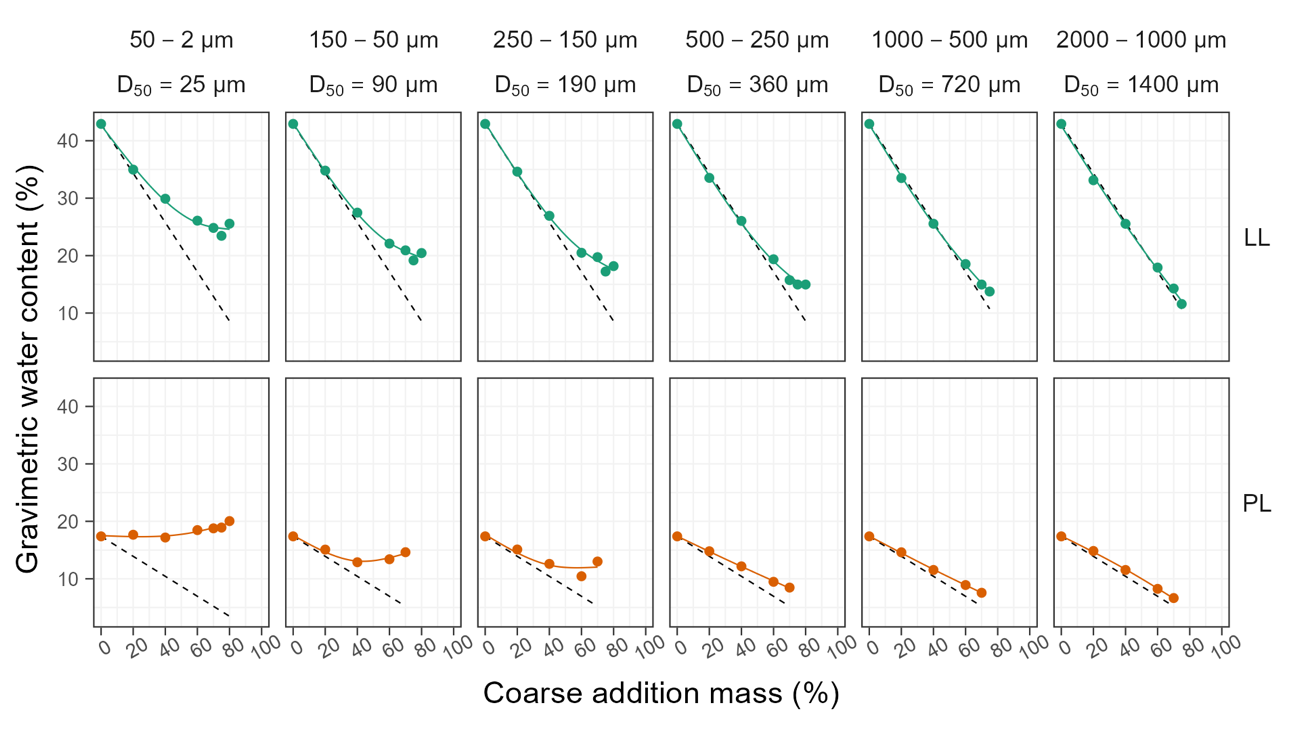 50 – 2 µm 150 – 50 µm 250 – 150 µm 500 – 250 µm 1000 – 500 µm 2000 – 1000 µm
D₅₀ = 25 µm D₅₀ = 90 µm D₅₀ = 190 µm D₅₀ = 360 µm D₅₀ = 720 µm D₅₀ = 1400 µm
Gravimetric water content (%)
40
30
20
10
LL
40
30
20
10
PL
0 20 40 60 80 100 0 20 40 60 80 100 0 20 40 60 80 100 0 20 40 60 80 100 0 20 40 60 80 100 0 20 40 60 80 100
Coarse addition mass (%)